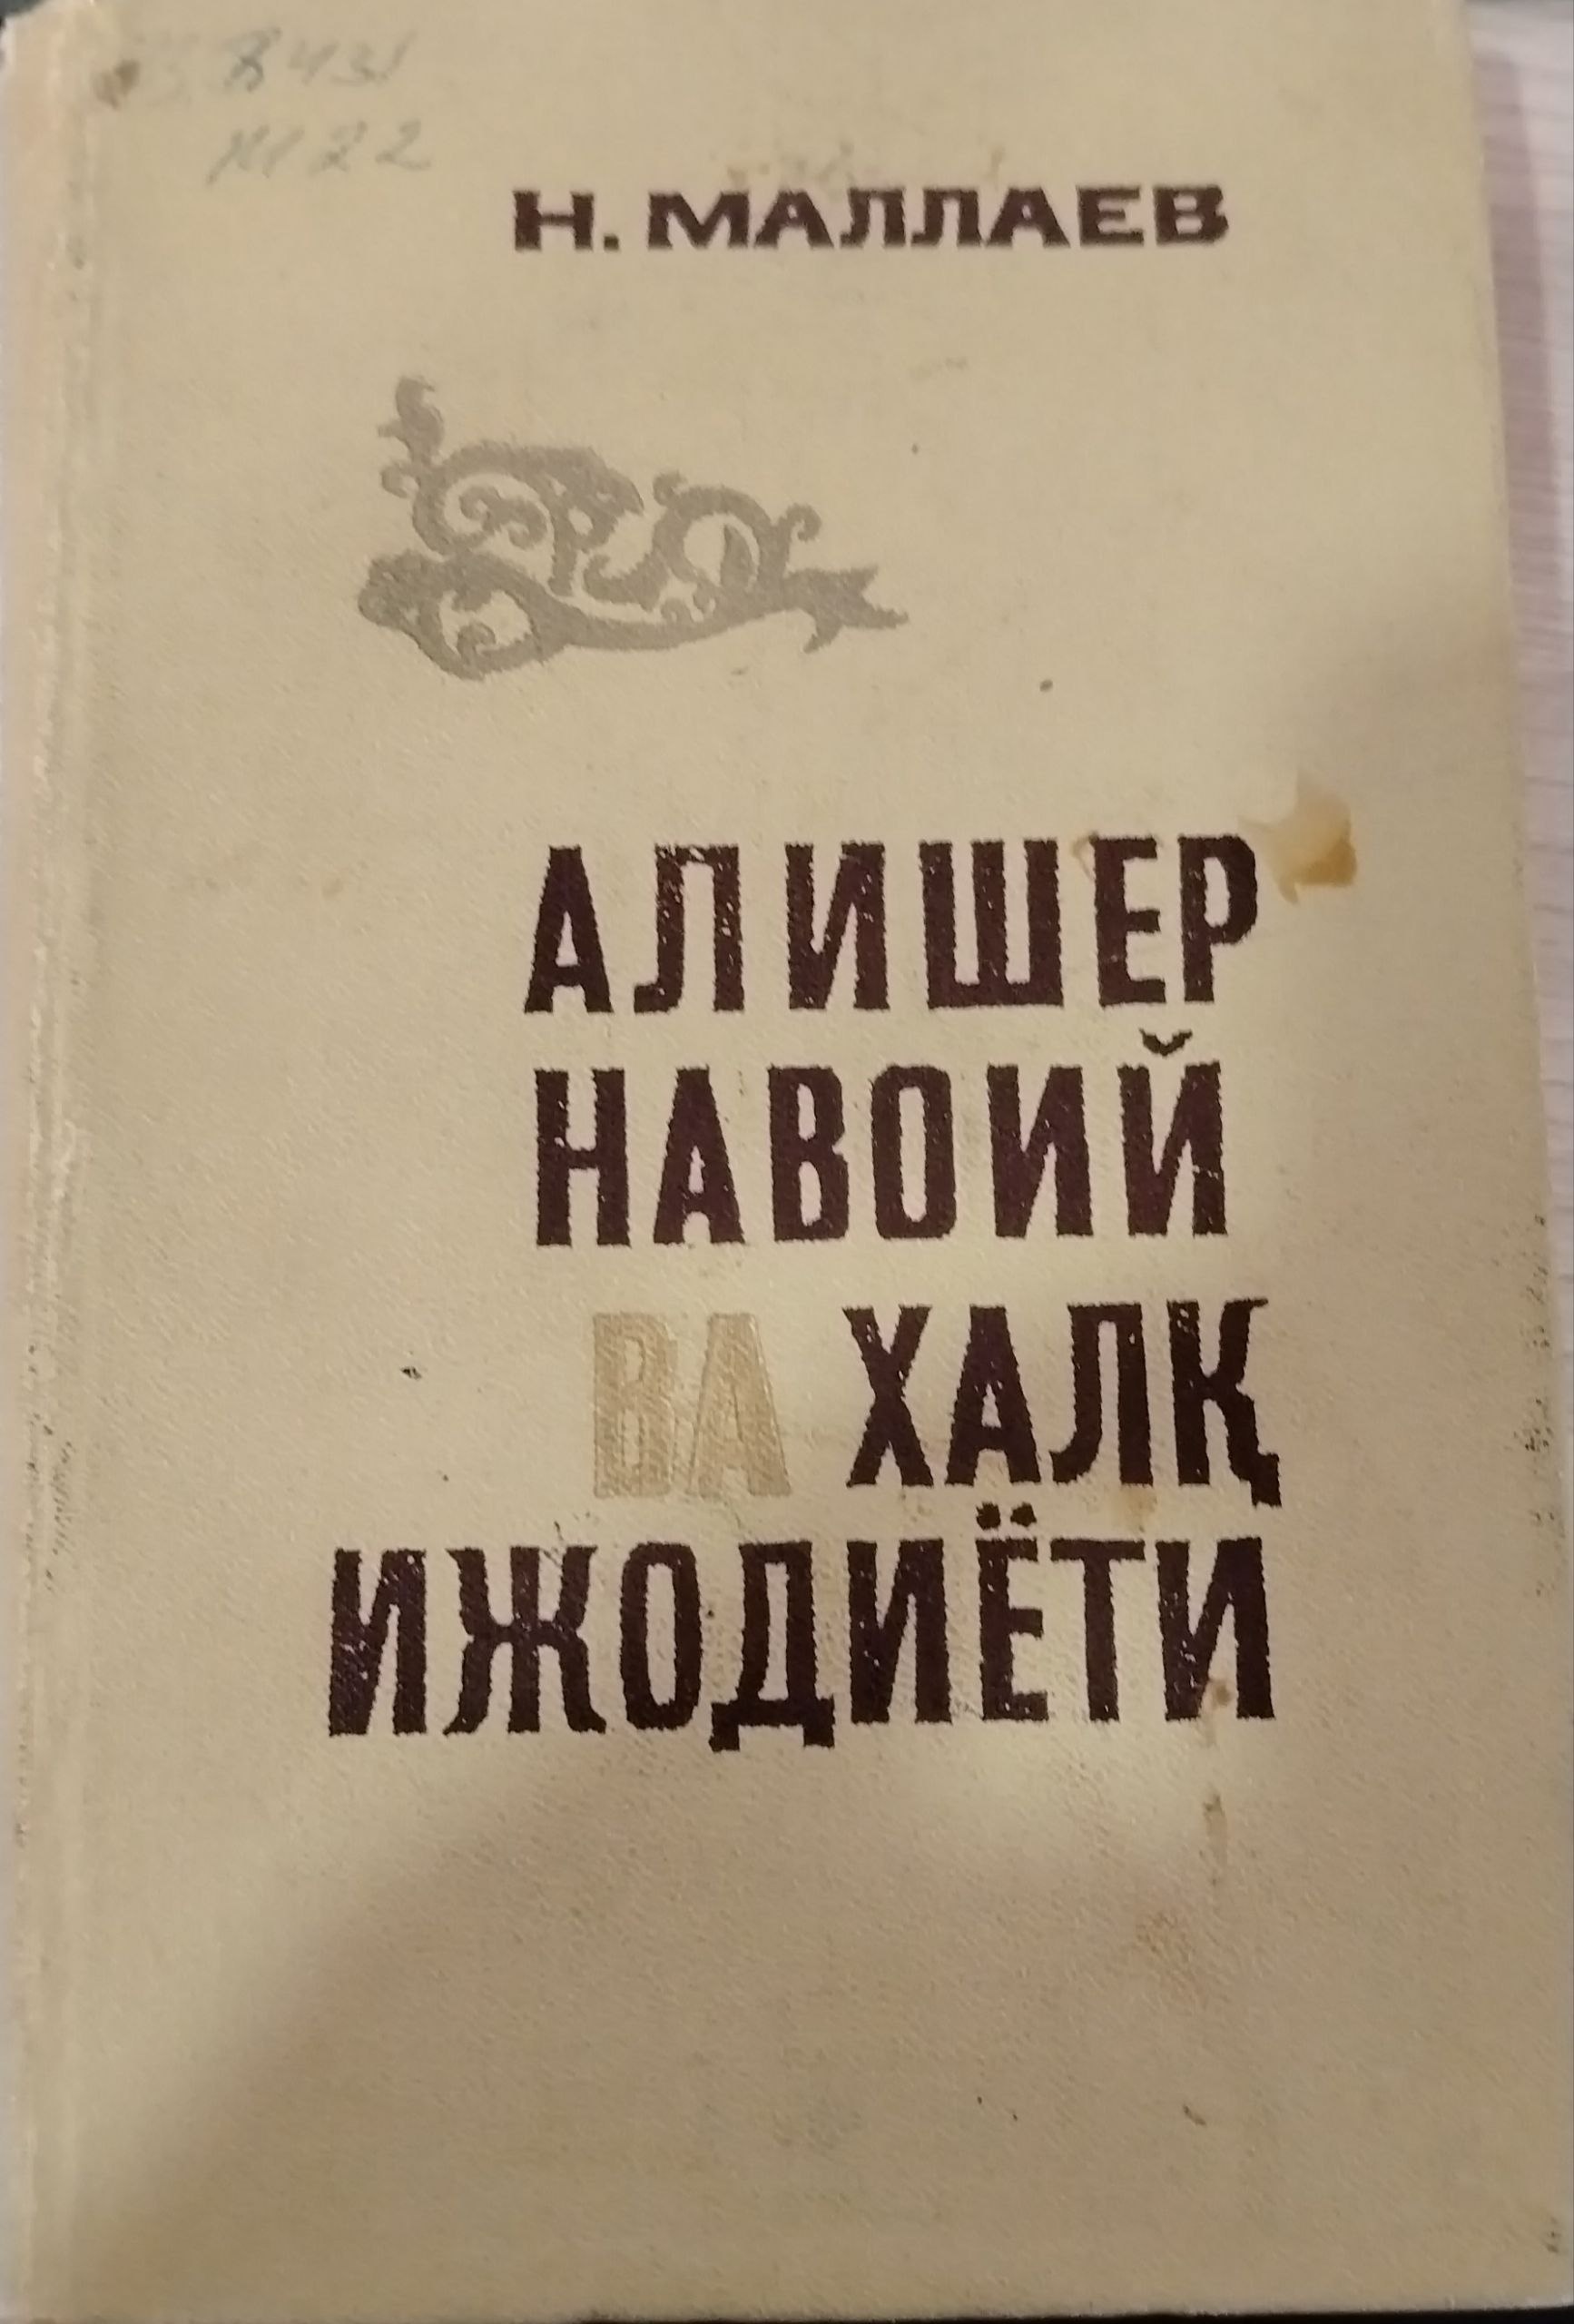 Н. МАЛЛАЕВ
АЛИШЕР
НАВОИЙ
ВА ХАЛҚ
ИЖОДИЁТИ